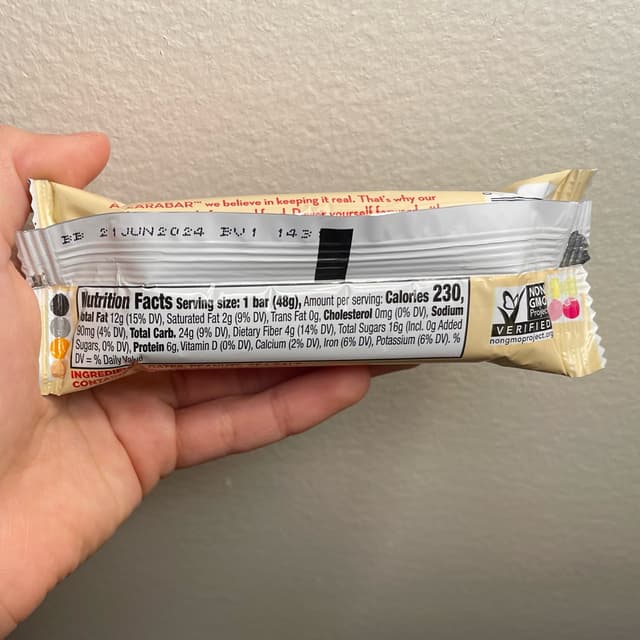 ARABAR™ we believe in keeping it real. That's why our
yourself
BB 21JUN2024 BV1 143
Nutrition Facts Serving size: 1 bar (48g), Amount per serving: Calories 230,
Total Fat 12g (15% DV), Saturated Fat 2g (9% DV), Trans Fat 0g, Cholesterol 0mg (0% DV), Sodium
90mg (4% DV), Total Carb. 24g (9% DV), Dietary Fiber 4g (14% DV), Total Sugars 16g (Incl. 0g Added
Sugars, 0% DV), Protein 6g, Vitamin D (0% DV), Calcium (2% DV), Iron (6% DV), Potassium (6% DV). %
DV = % Daily Value
INGREDIE
CONTA
NON
GMO
Project
VERIFIED
nongmoproject.org